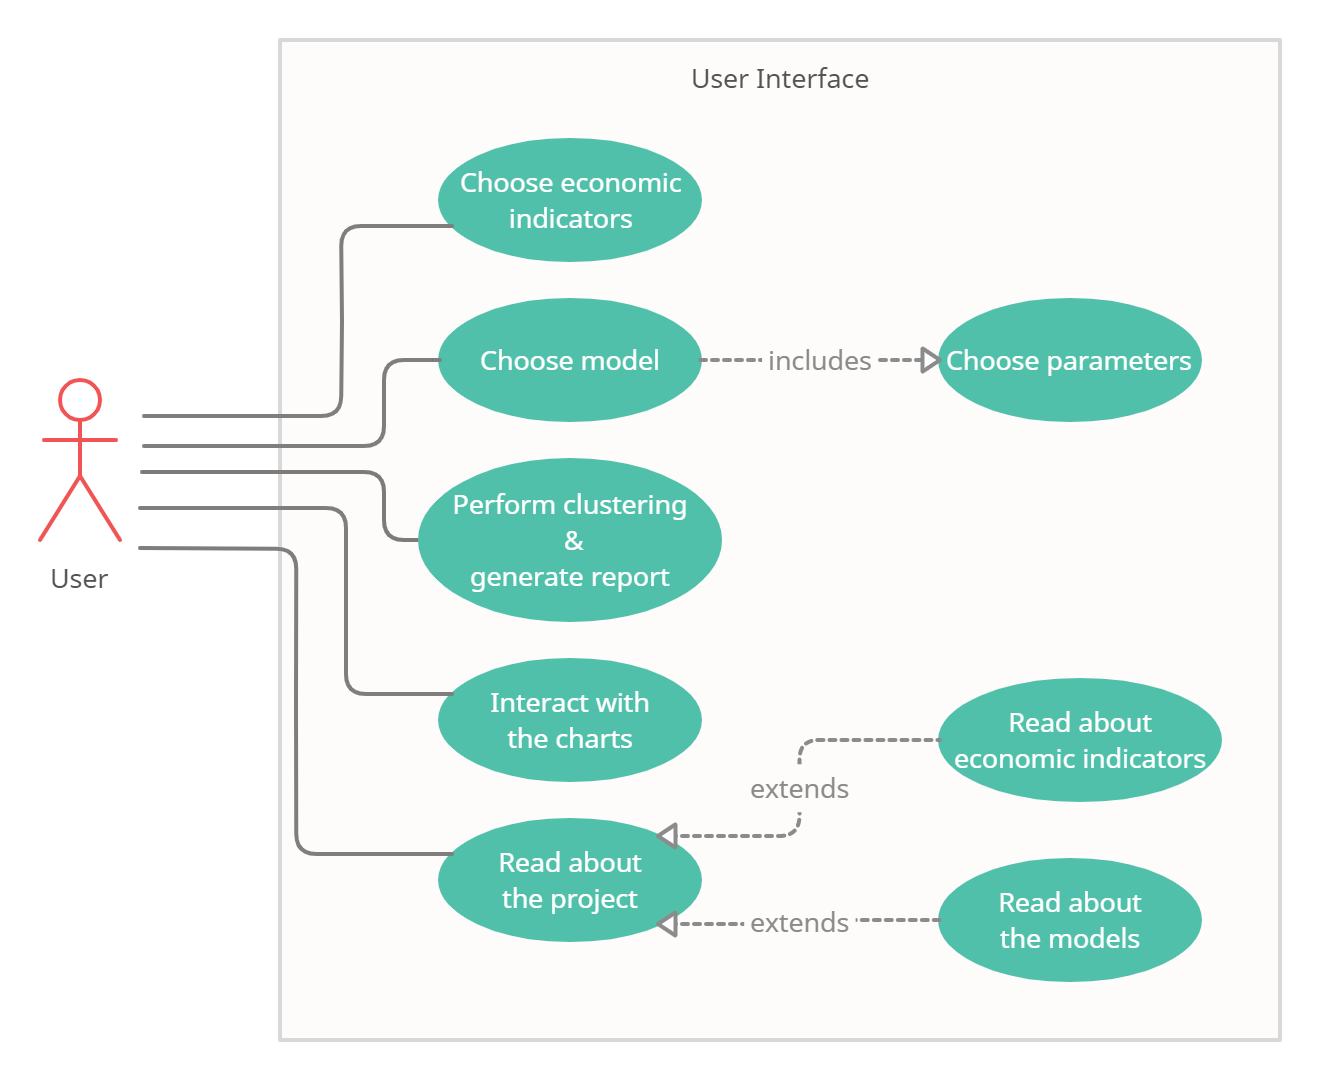 User Interface
Choose economic
indicators
Choose model
includes
Choose parameters
User
Perform clustering
&
generate report
Interact with
the charts
Read about
economic indicators
extends
Read about
the project
extends
Read about
the models